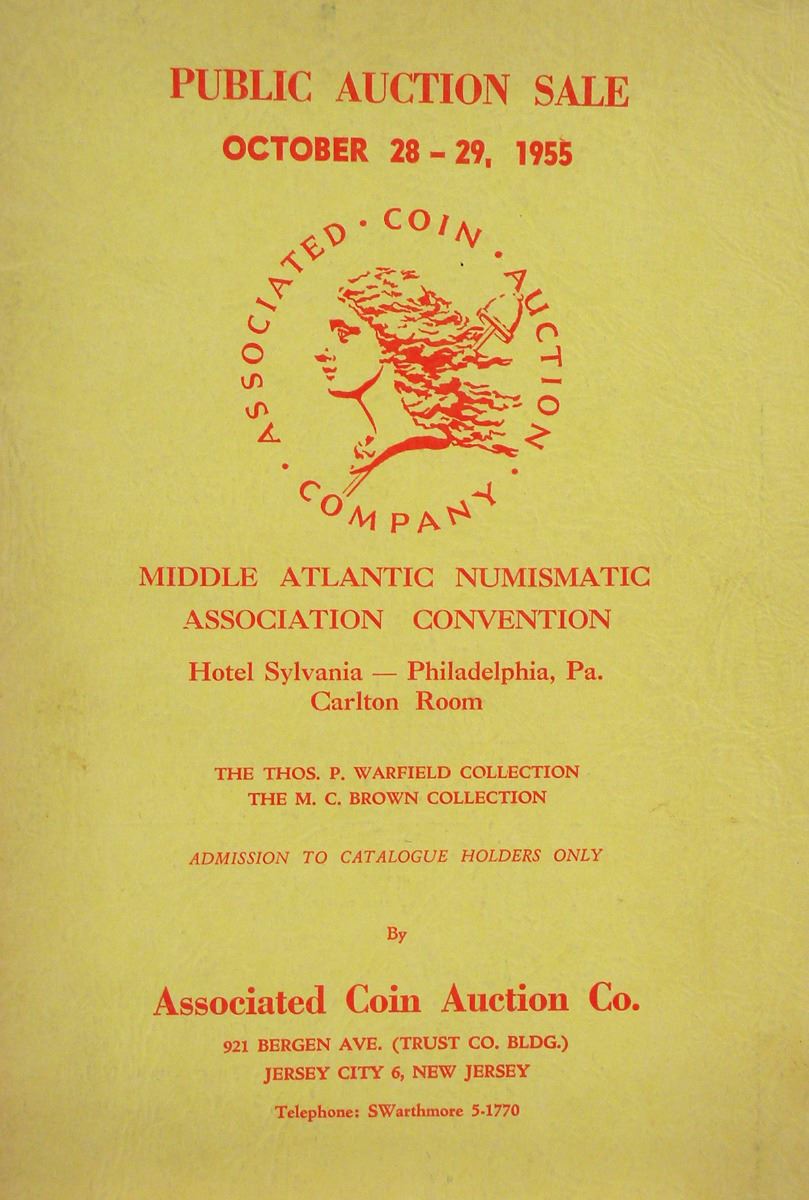 PUBLIC AUCTION SALE
OCTOBER 28 – 29, 1955
ASSOCIATED · COIN · AUCTION · COMPANY ·
MIDDLE ATLANTIC NUMISMATIC
ASSOCIATION CONVENTION
Hotel Sylvania — Philadelphia, Pa.
Carlton Room
THE THOS. P. WARFIELD COLLECTION
THE M. C. BROWN COLLECTION
ADMISSION TO CATALOGUE HOLDERS ONLY
By
Associated Coin Auction Co.
921 BERGEN AVE. (TRUST CO. BLDG.)
JERSEY CITY 6, NEW JERSEY
Telephone: SWarthmore 5-1770